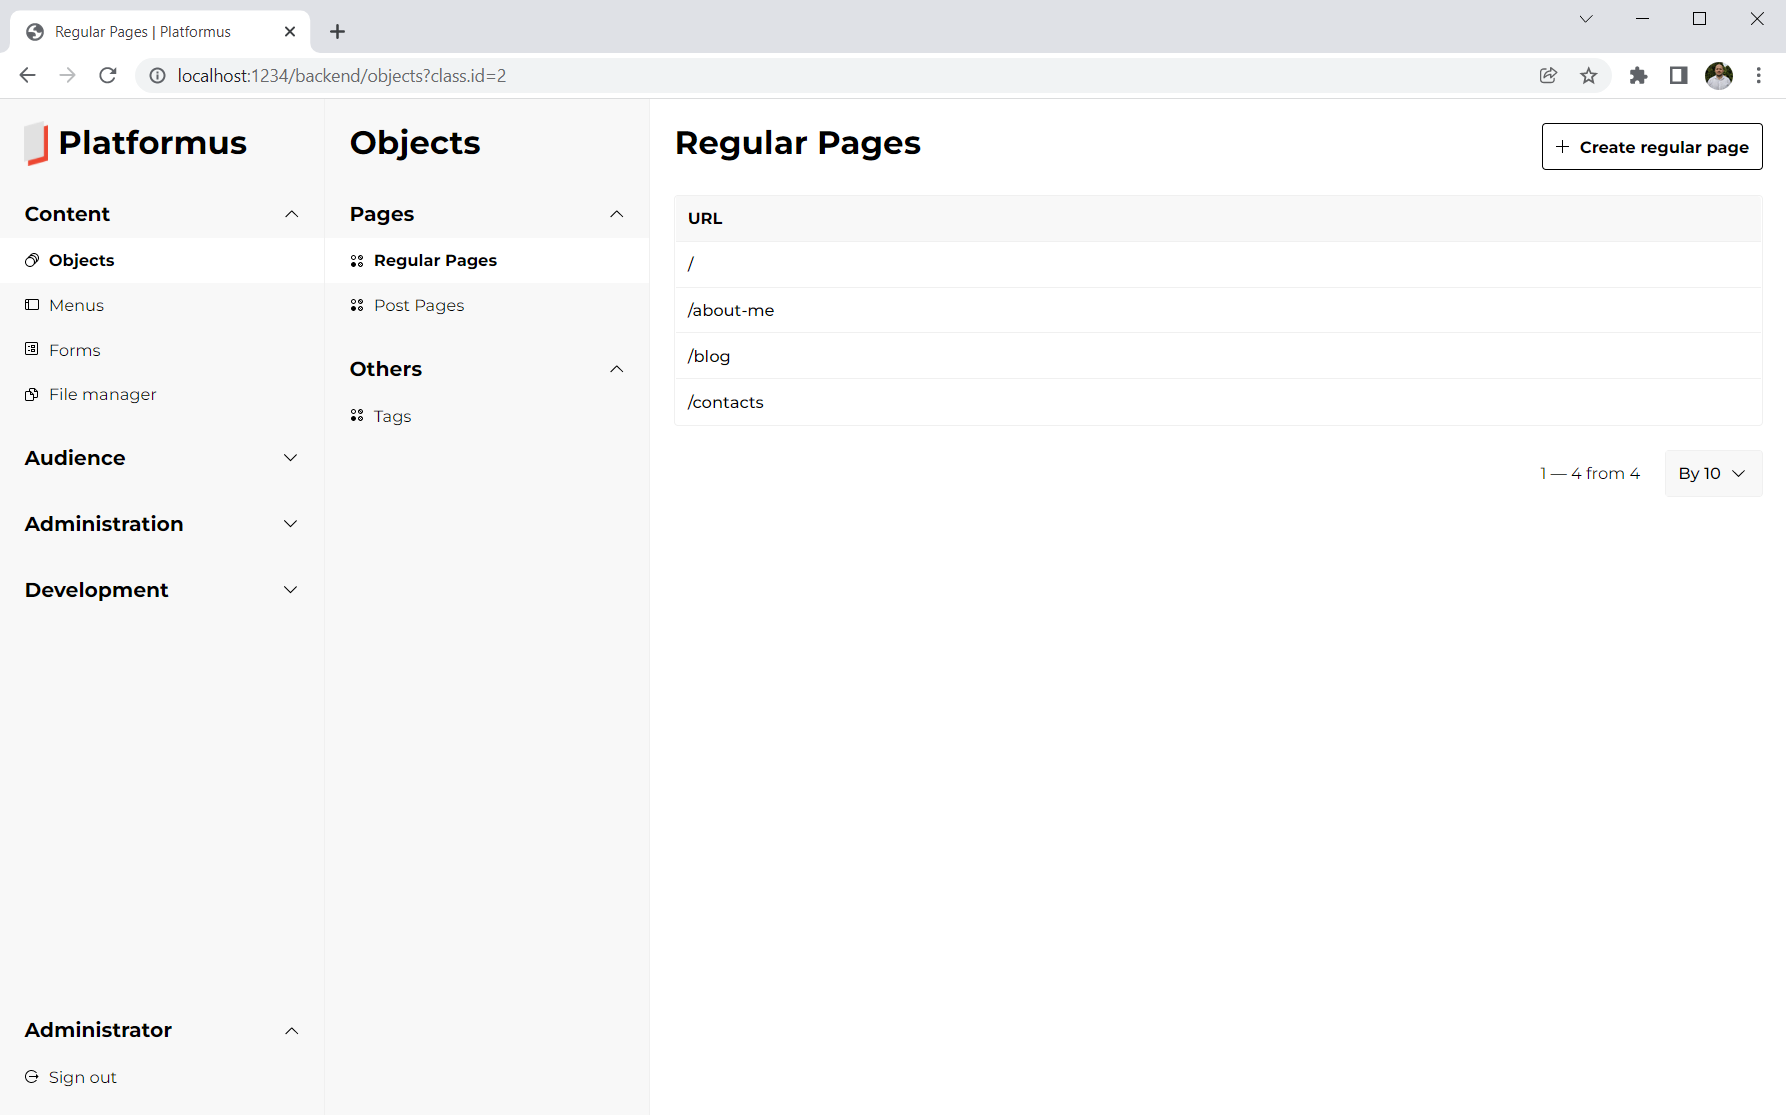 Regular Pages | Platformus
localhost:1234/backend/objects?class.id=2
Platformus
Content
Objects
Menus
Forms
File manager
Audience
Administration
Development
Administrator
Sign out
Objects
Pages
Regular Pages
Post Pages
Others
Tags
Regular Pages
Create regular page
URL
/
/about-me
/blog
/contacts
1 — 4 from 4
By 10